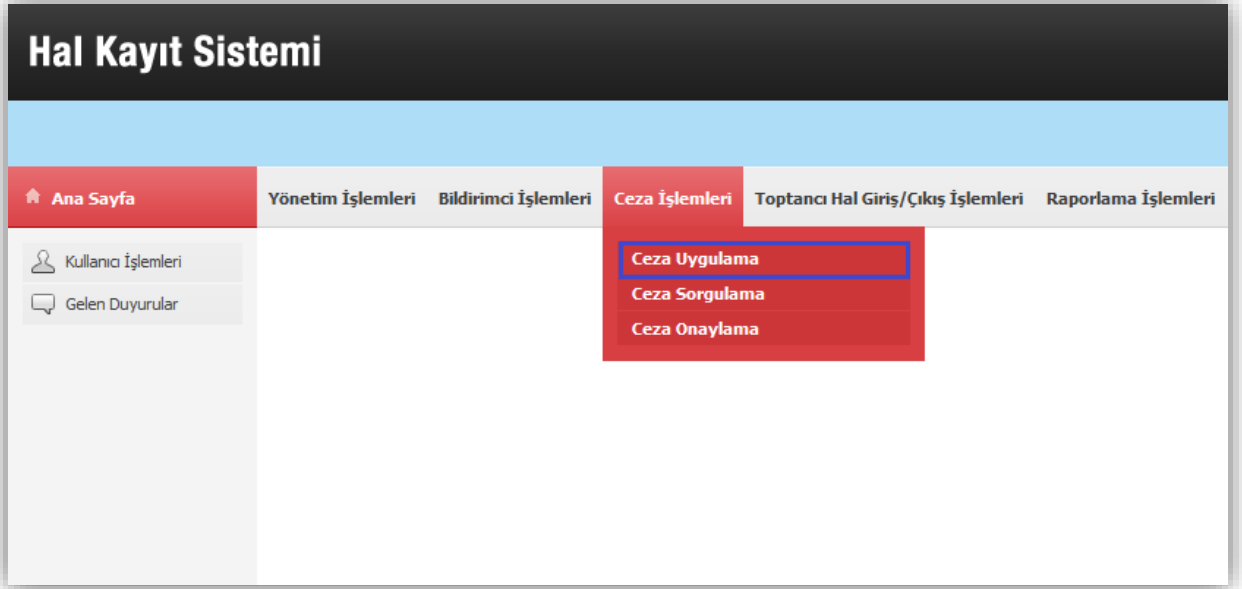 Hal Kayıt Sistemi
Ana Sayfa Yönetim İşlemleri Bildirimci İşlemleri Ceza İşlemleri Toptancı Hal Giriş/Çıkış İşlemleri Raporlama İşlemleri
Kullanıcı İşlemleri
Gelen Duyurular
Ceza Uygulama
Ceza Sorgulama
Ceza Onaylama